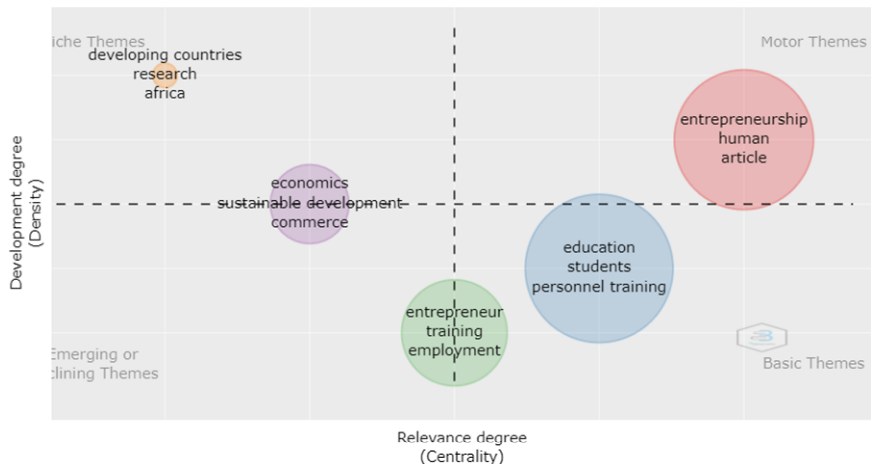 iche Themes
Motor Themes
developing countries
research
africa
entrepreneurship
human
article
economics
sustainable development
commerce
education
students
personnel training
entrepreneur
training
employment
Emerging or
clining Themes
Basic Themes
Development degree
(Density)
Relevance degree
(Centrality)